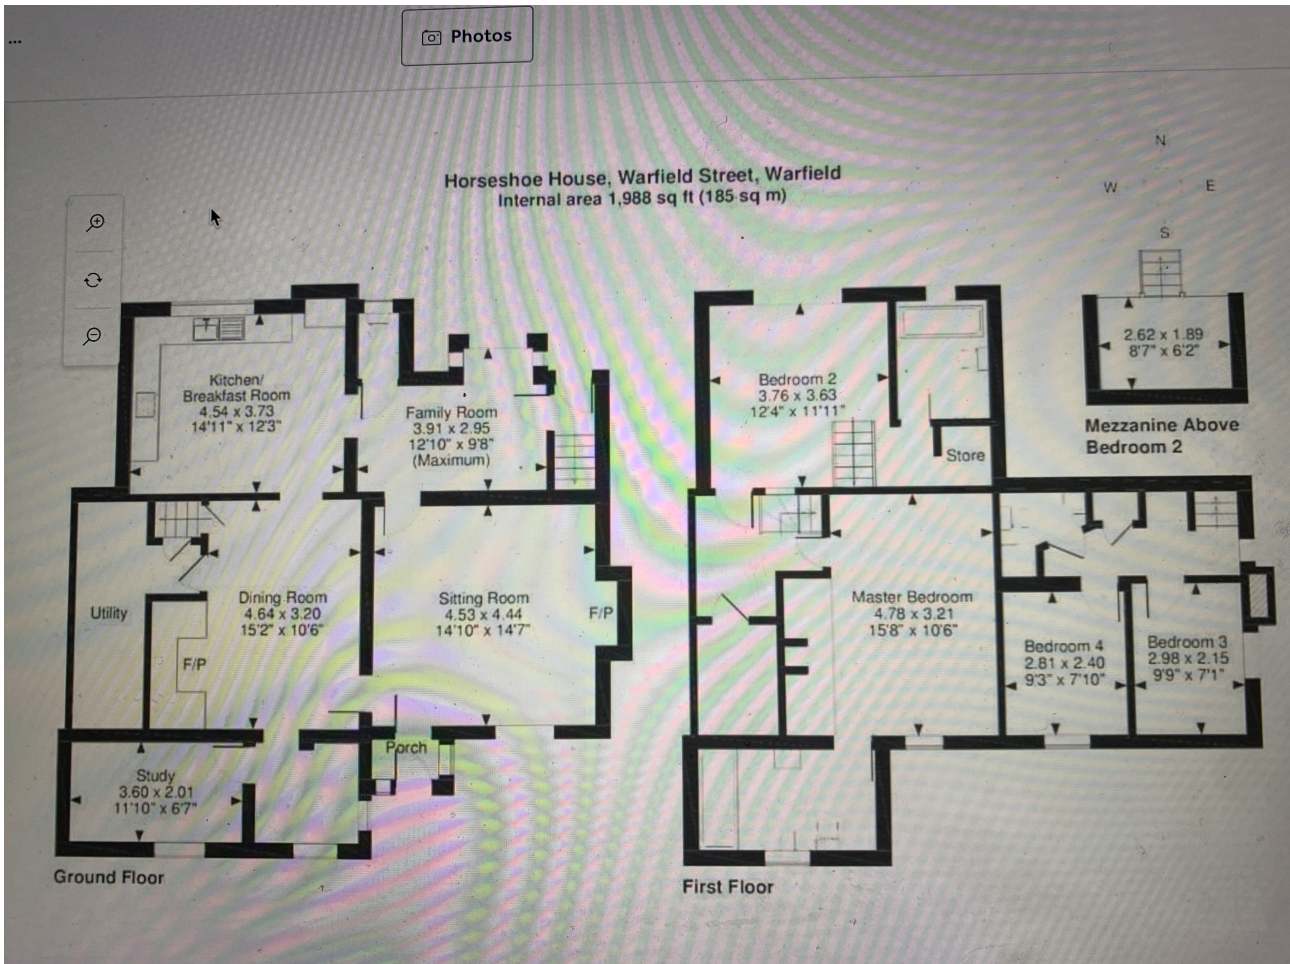 ...
Photos
Horseshoe House, Warfield Street, Warfield
Internal area 1,988 sq ft (185 sq m)
N
W E
S
2.62 x 1.89
8'7" x 6'2"
Mezzanine Above
Bedroom 2
Kitchen/
Breakfast Room
4.54 x 3.73
14'11" x 12'3"
Family Room
3.91 x 2.95
12'10" x 9'8"
(Maximum)
Bedroom 2
3.76 x 3.63
12'4" x 11'11"
Store
Utility
Dining Room
4.64 x 3.20
15'2" x 10'6"
F/P
Sitting Room
4.53 x 4.44
14'10" x 14'7"
F/P
Master Bedroom
4.78 x 3.21
15'8" x 10'6"
Bedroom 4
2.81 x 2.40
9'3" x 7'10"
Bedroom 3
2.98 x 2.15
9'9" x 7'1"
Porch
Study
3.60 x 2.01
11'10" x 6'7"
Ground Floor
First Floor